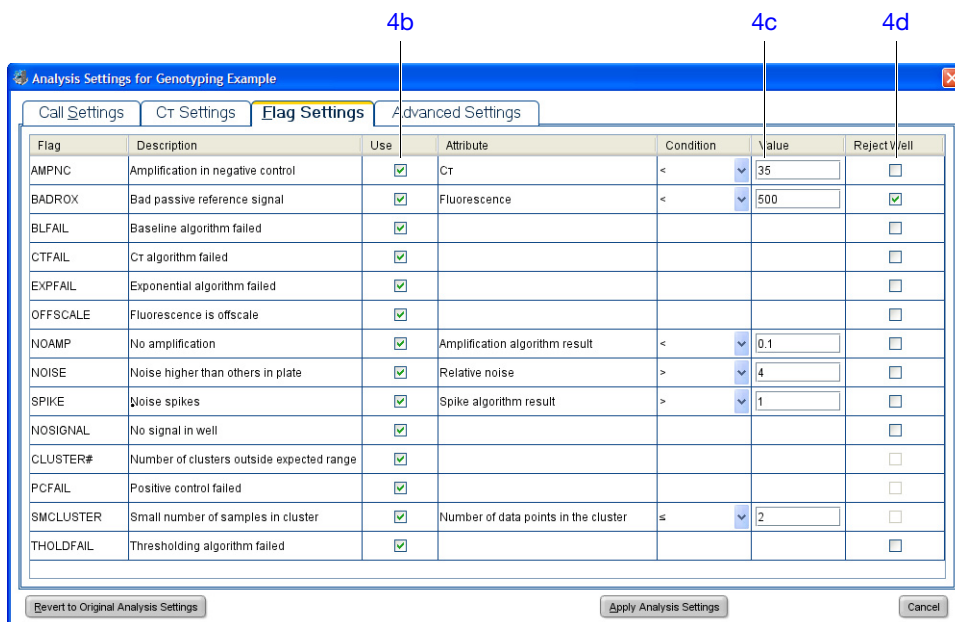 4b 4c 4d
Analysis Settings for Genotyping Example
Call Settings Cт Settings Flag Settings Advanced Settings
Flag Description Use Attribute Condition Value Reject Well
AMPNC Amplification in negative control Cт < 35
BADROX Bad passive reference signal Fluorescence < 500
BLFAIL Baseline algorithm failed
CTFAIL Cт algorithm failed
EXPFAIL Exponential algorithm failed
OFFSCALE Fluorescence is offscale
NOAMP No amplification Amplification algorithm result < 0.1
NOISE Noise higher than others in plate Relative noise > 4
SPIKE Noise spikes Spike algorithm result > 1
NOSIGNAL No signal in well
CLUSTER# Number of clusters outside expected range
PCFAIL Positive control failed
SMCLUSTER Small number of samples in cluster Number of data points in the cluster ≤ 2
THOLDFAIL Thresholding algorithm failed
Revert to Original Analysis Settings Apply Analysis Settings Cancel